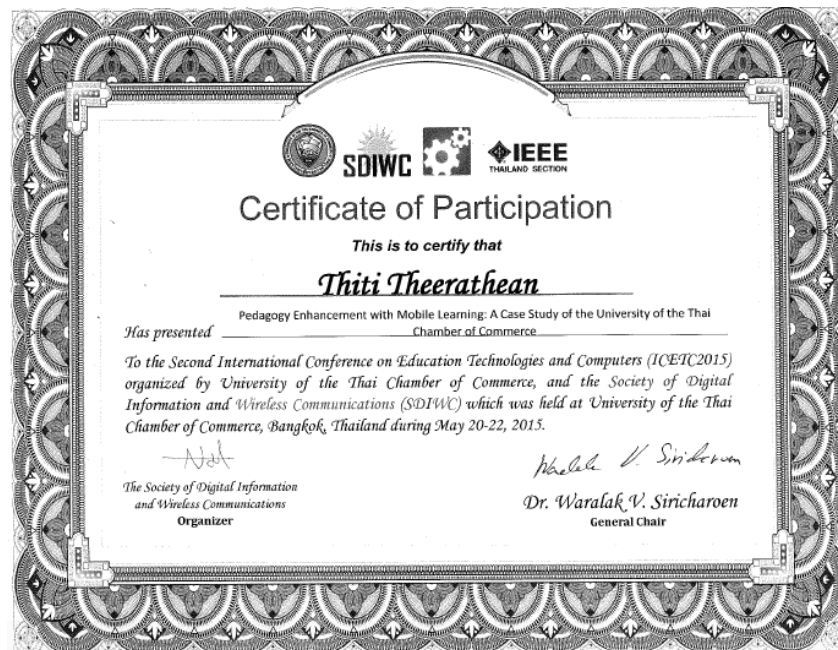 SDIWC
IEEE
THAILAND SECTION
Certificate of Participation
This is to certify that
Thiti Theerathean
Pedagogy Enhancement with Mobile Learning: A Case Study of the University of the Thai
Has presented Chamber of Commerce
To the Second International Conference on Education Technologies and Computers (ICETC2015)
organized by University of the Thai Chamber of Commerce, and the Society of Digital
Information and Wireless Communications (SDIWC) which was held at University of the Thai
Chamber of Commerce, Bangkok, Thailand during May 20-22, 2015.
The Society of Digital Information
and Wireless Communications
Organizer
Waralak V. Siricharoen
Dr. Waralak V. Siricharoen
General Chair